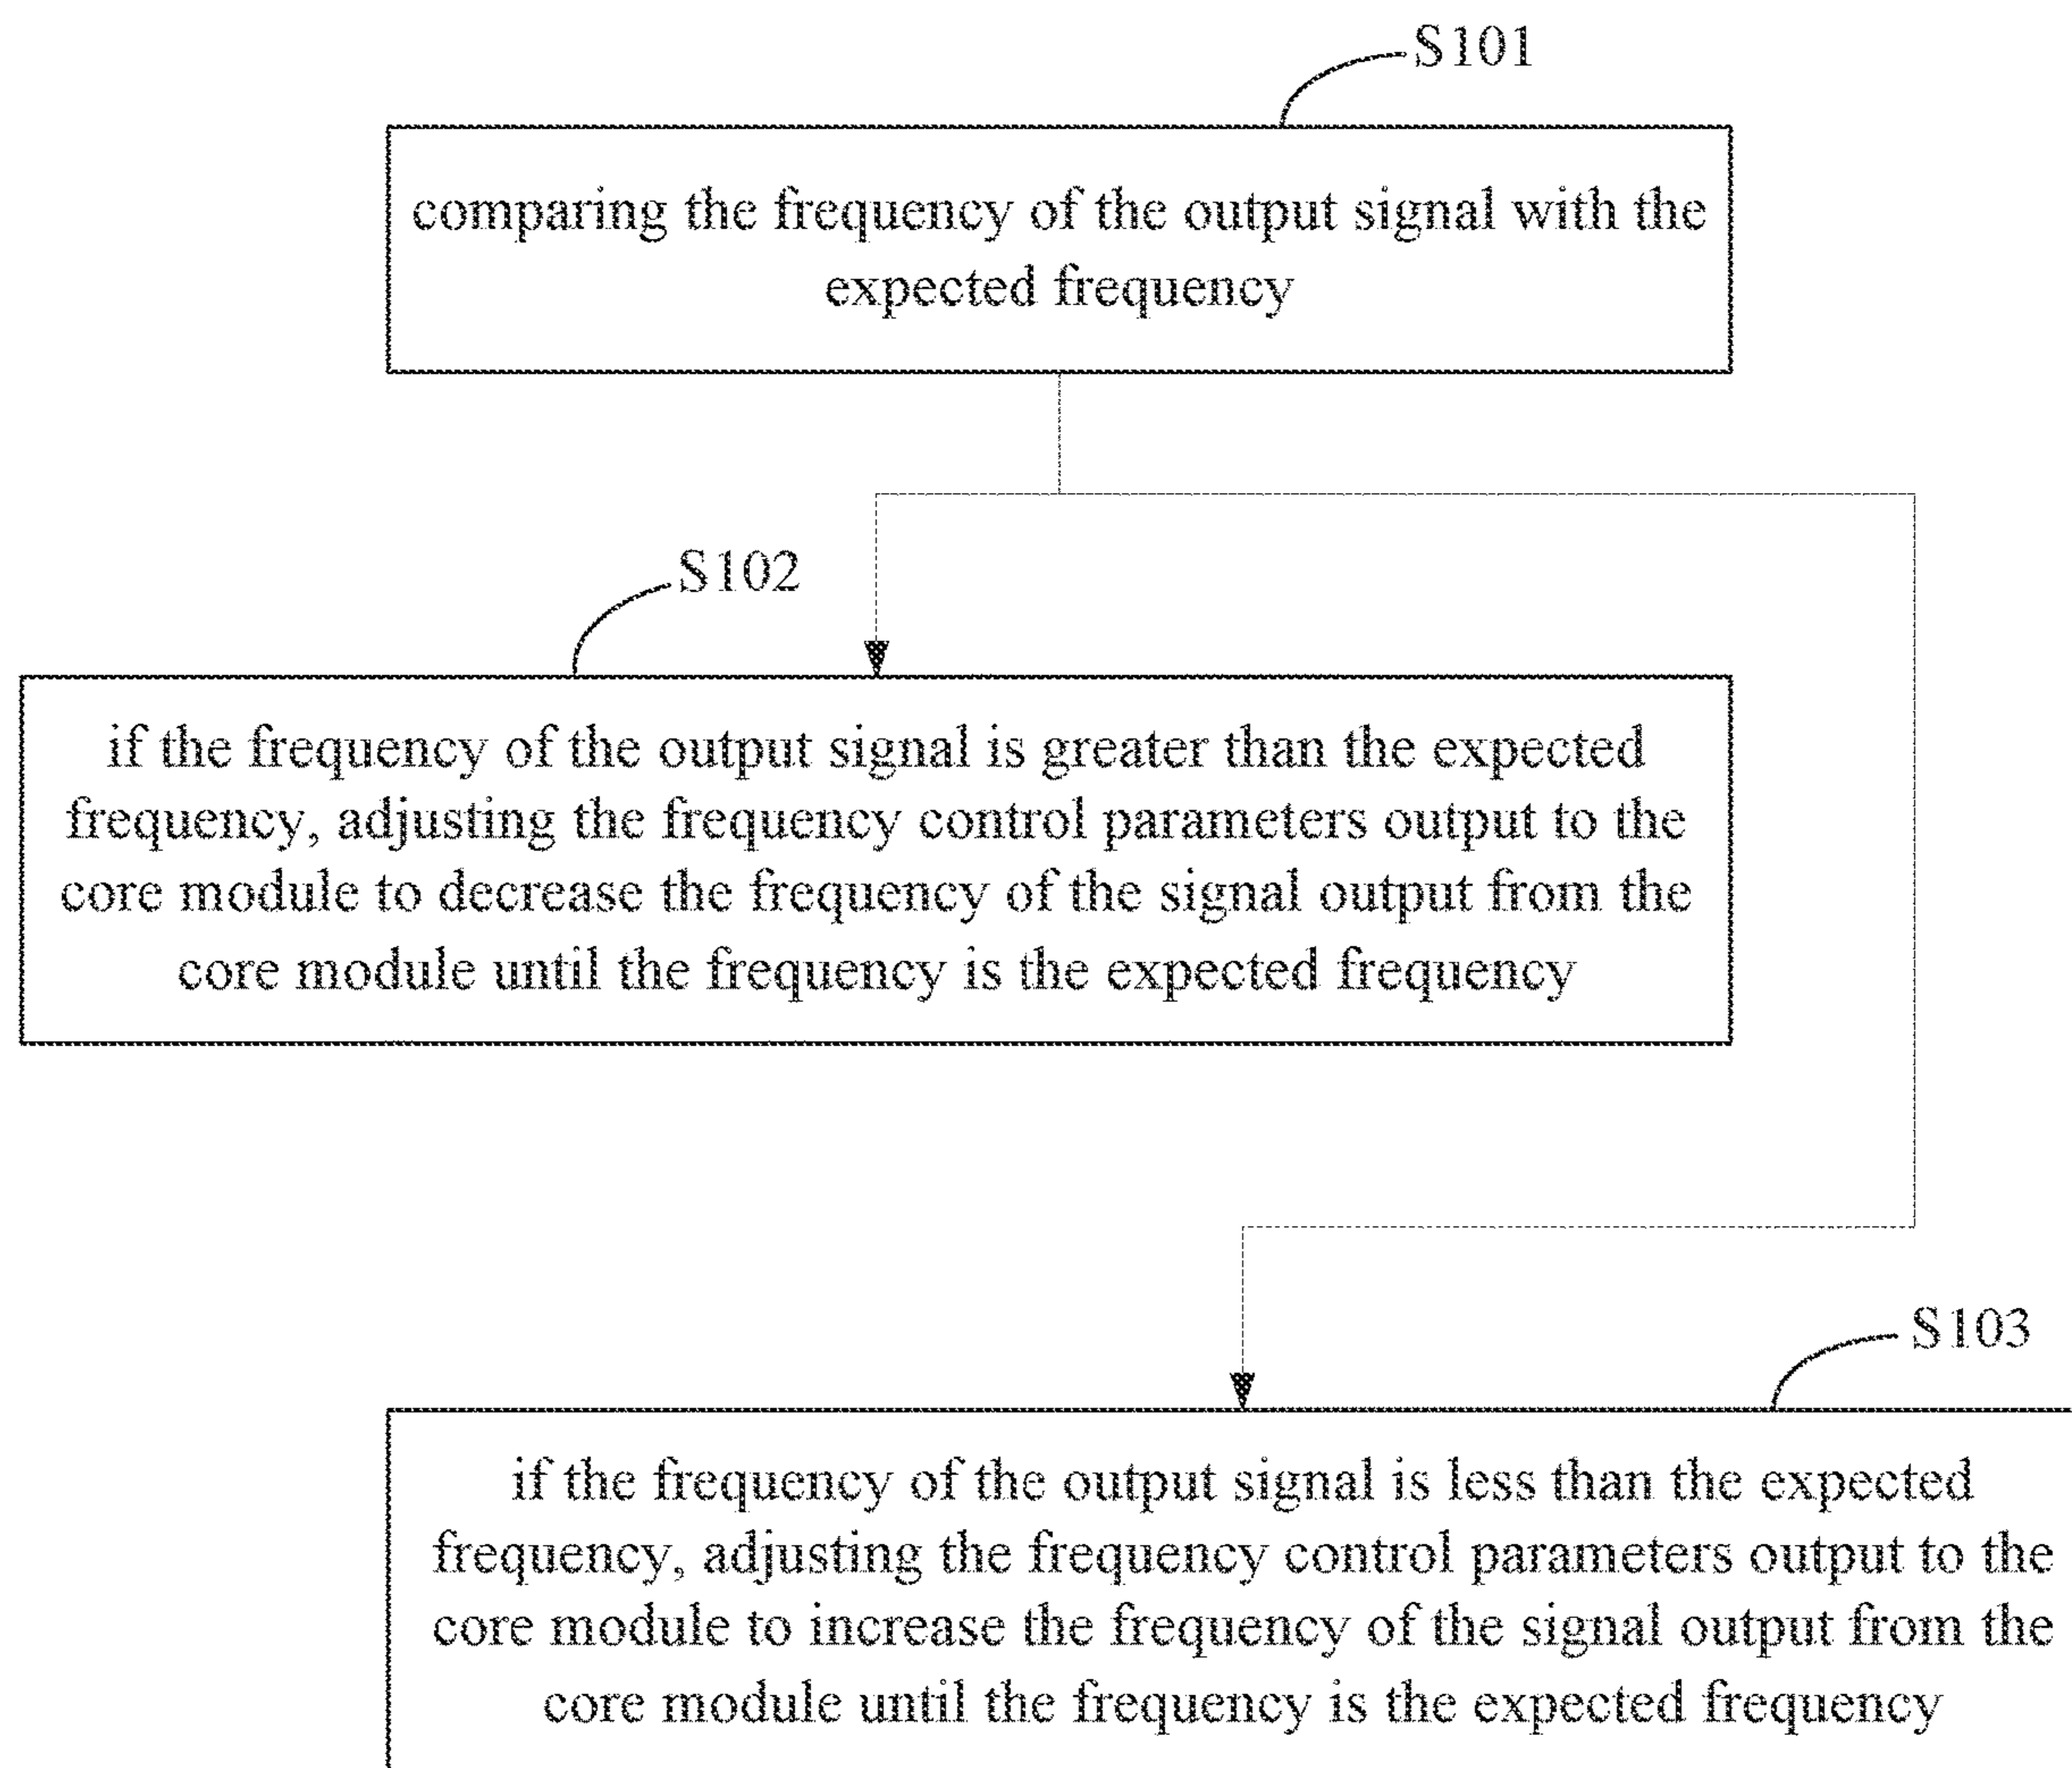 S101
comparing the frequency of the output signal with the
expected frequency
S102
if the frequency of the output signal is greater than the expected
frequency, adjusting the frequency control parameters output to the
core module to decrease the frequency of the signal output from the
core module until the frequency is the expected frequency
S103
if the frequency of the output signal is less than the expected
frequency, adjusting the frequency control parameters output to the
core module to increase the frequency of the signal output from the
core module until the frequency is the expected frequency